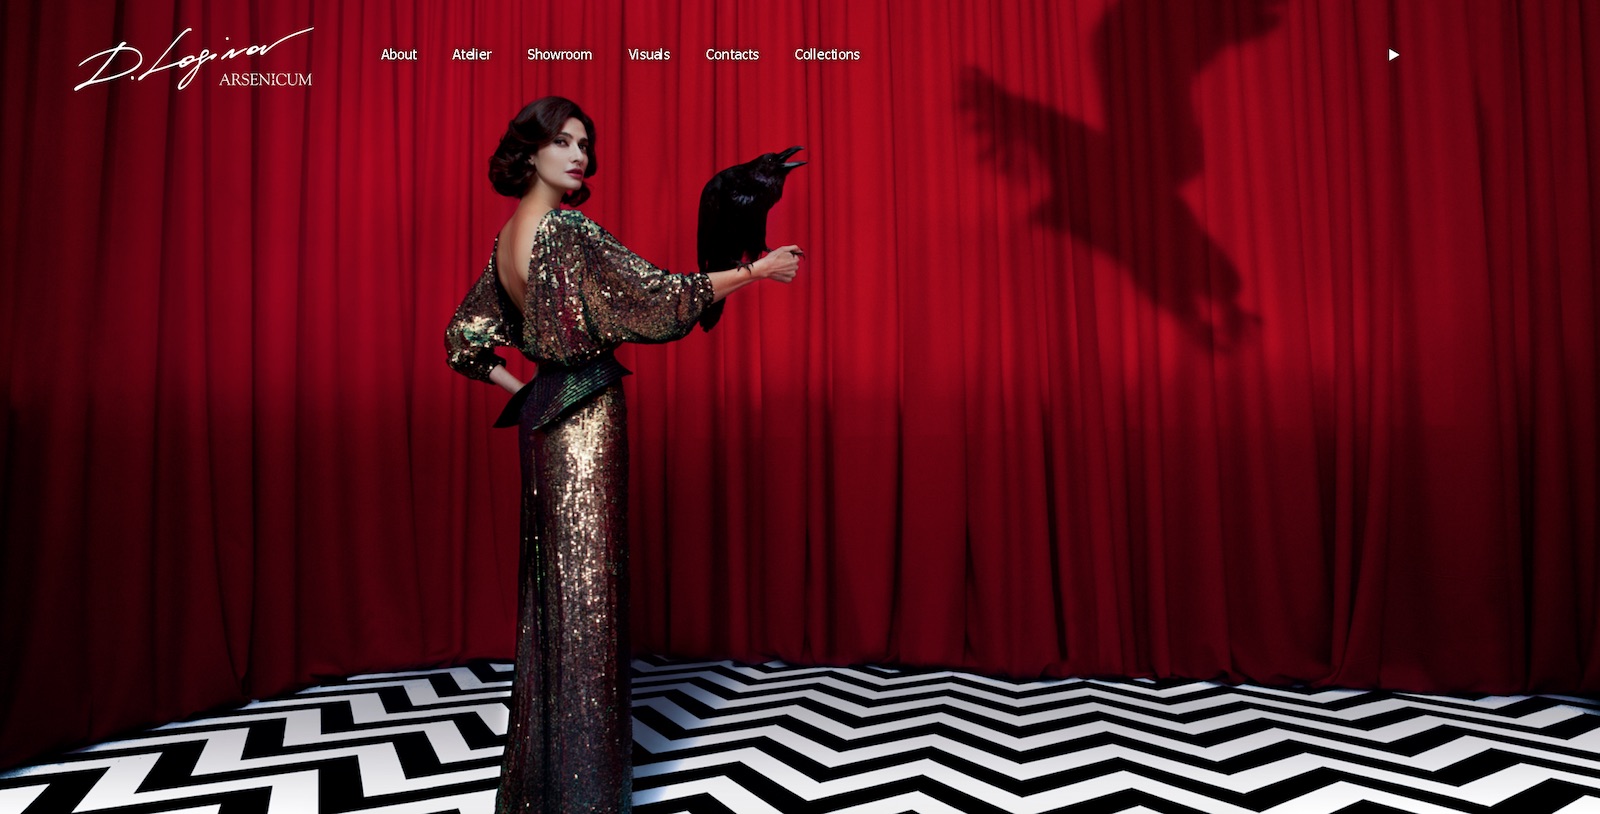 D. Loginov
ARSENICUM
About
Atelier
Showroom
Visuals
Contacts
Collections